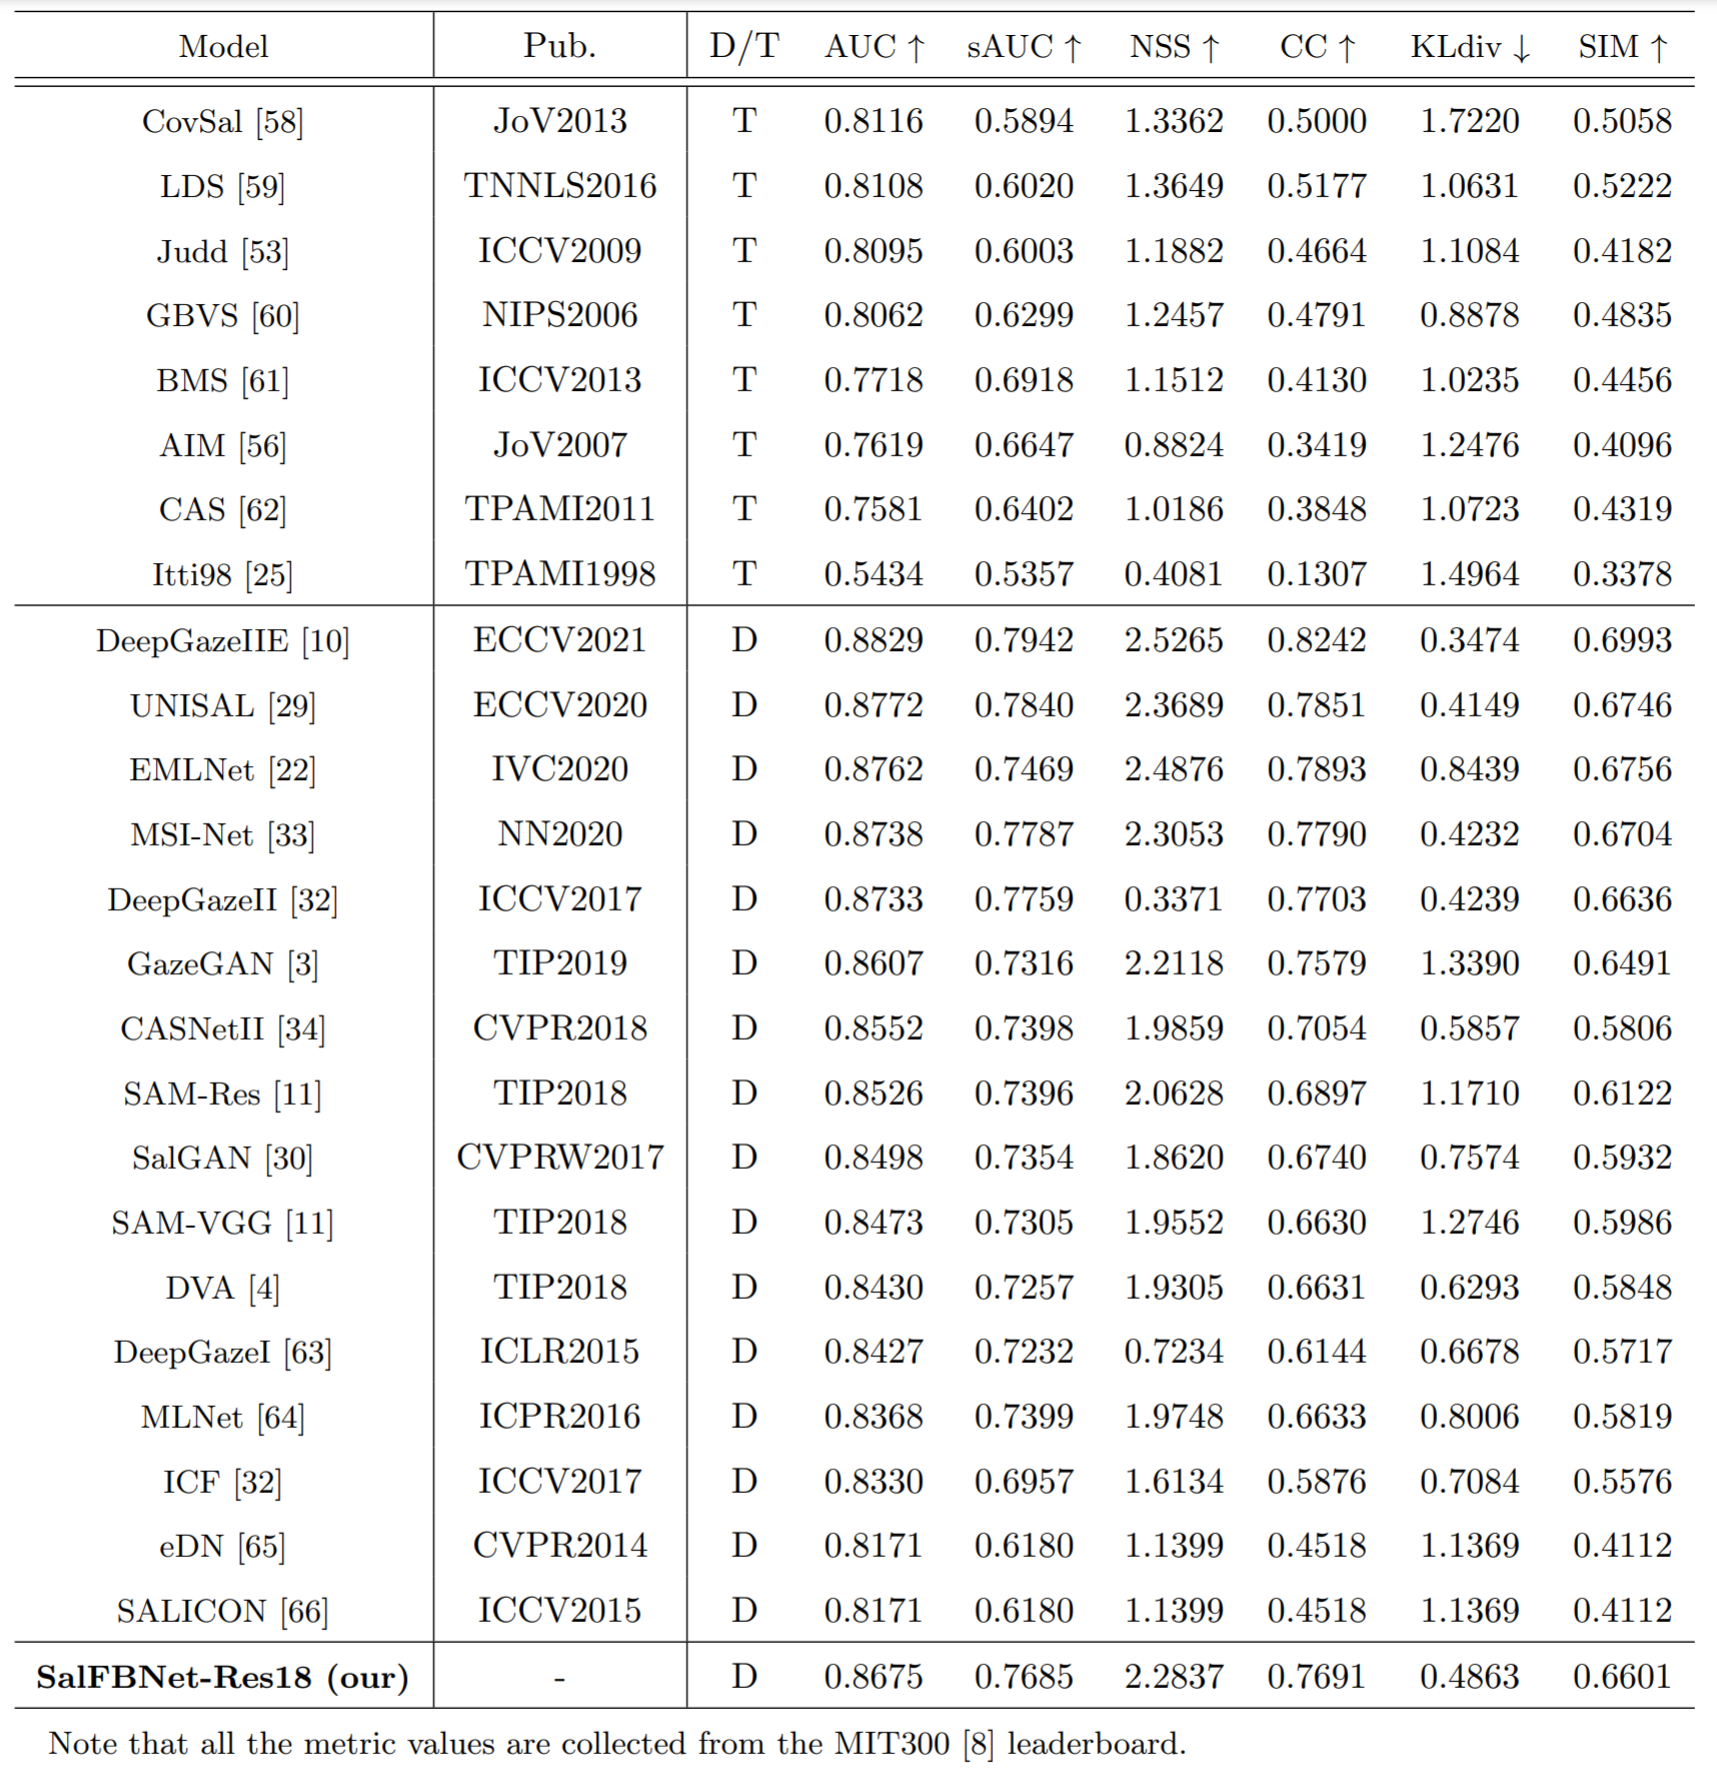 Model Pub. D/T AUC ↑ sAUC ↑ NSS ↑ CC ↑ KLdiv ↓ SIM ↑
CovSal [58] JoV2013 T 0.8116 0.5894 1.3362 0.5000 1.7220 0.5058
LDS [59] TNNLS2016 T 0.8108 0.6020 1.3649 0.5177 1.0631 0.5222
Judd [53] ICCV2009 T 0.8095 0.6003 1.1882 0.4664 1.1084 0.4182
GBVS [60] NIPS2006 T 0.8062 0.6299 1.2457 0.4791 0.8878 0.4835
BMS [61] ICCV2013 T 0.7718 0.6918 1.1512 0.4130 1.0235 0.4456
AIM [56] JoV2007 T 0.7619 0.6647 0.8824 0.3419 1.2476 0.4096
CAS [62] TPAMI2011 T 0.7581 0.6402 1.0186 0.3848 1.0723 0.4319
Itti98 [25] TPAMI1998 T 0.5434 0.5357 0.4081 0.1307 1.4964 0.3378
DeepGazeIIE [10] ECCV2021 D 0.8829 0.7942 2.5265 0.8242 0.3474 0.6993
UNISAL [29] ECCV2020 D 0.8772 0.7840 2.3689 0.7851 0.4149 0.6746
EMLNet [22] IVC2020 D 0.8762 0.7469 2.4876 0.7893 0.8439 0.6756
MSI-Net [33] NN2020 D 0.8738 0.7787 2.3053 0.7790 0.4232 0.6704
DeepGazeII [32] ICCV2017 D 0.8733 0.7759 0.3371 0.7703 0.4239 0.6636
GazeGAN [3] TIP2019 D 0.8607 0.7316 2.2118 0.7579 1.3390 0.6491
CASNetII [34] CVPR2018 D 0.8552 0.7398 1.9859 0.7054 0.5857 0.5806
SAM-Res [11] TIP2018 D 0.8526 0.7396 2.0628 0.6897 1.1710 0.6122
SalGAN [30] CVPRW2017 D 0.8498 0.7354 1.8620 0.6740 0.7574 0.5932
SAM-VGG [11] TIP2018 D 0.8473 0.7305 1.9552 0.6630 1.2746 0.5986
DVA [4] TIP2018 D 0.8430 0.7257 1.9305 0.6631 0.6293 0.5848
DeepGazeI [63] ICLR2015 D 0.8427 0.7232 0.7234 0.6144 0.6678 0.5717
MLNet [64] ICPR2016 D 0.8368 0.7399 1.9748 0.6633 0.8006 0.5819
ICF [32] ICCV2017 D 0.8330 0.6957 1.6134 0.5876 0.7084 0.5576
eDN [65] CVPR2014 D 0.8171 0.6180 1.1399 0.4518 1.1369 0.4112
SALICON [66] ICCV2015 D 0.8171 0.6180 1.1399 0.4518 1.1369 0.4112
SalFBNet-Res18 (our) - D 0.8675 0.7685 2.2837 0.7691 0.4863 0.6601
Note that all the metric values are collected from the MIT300 [8] leaderboard.